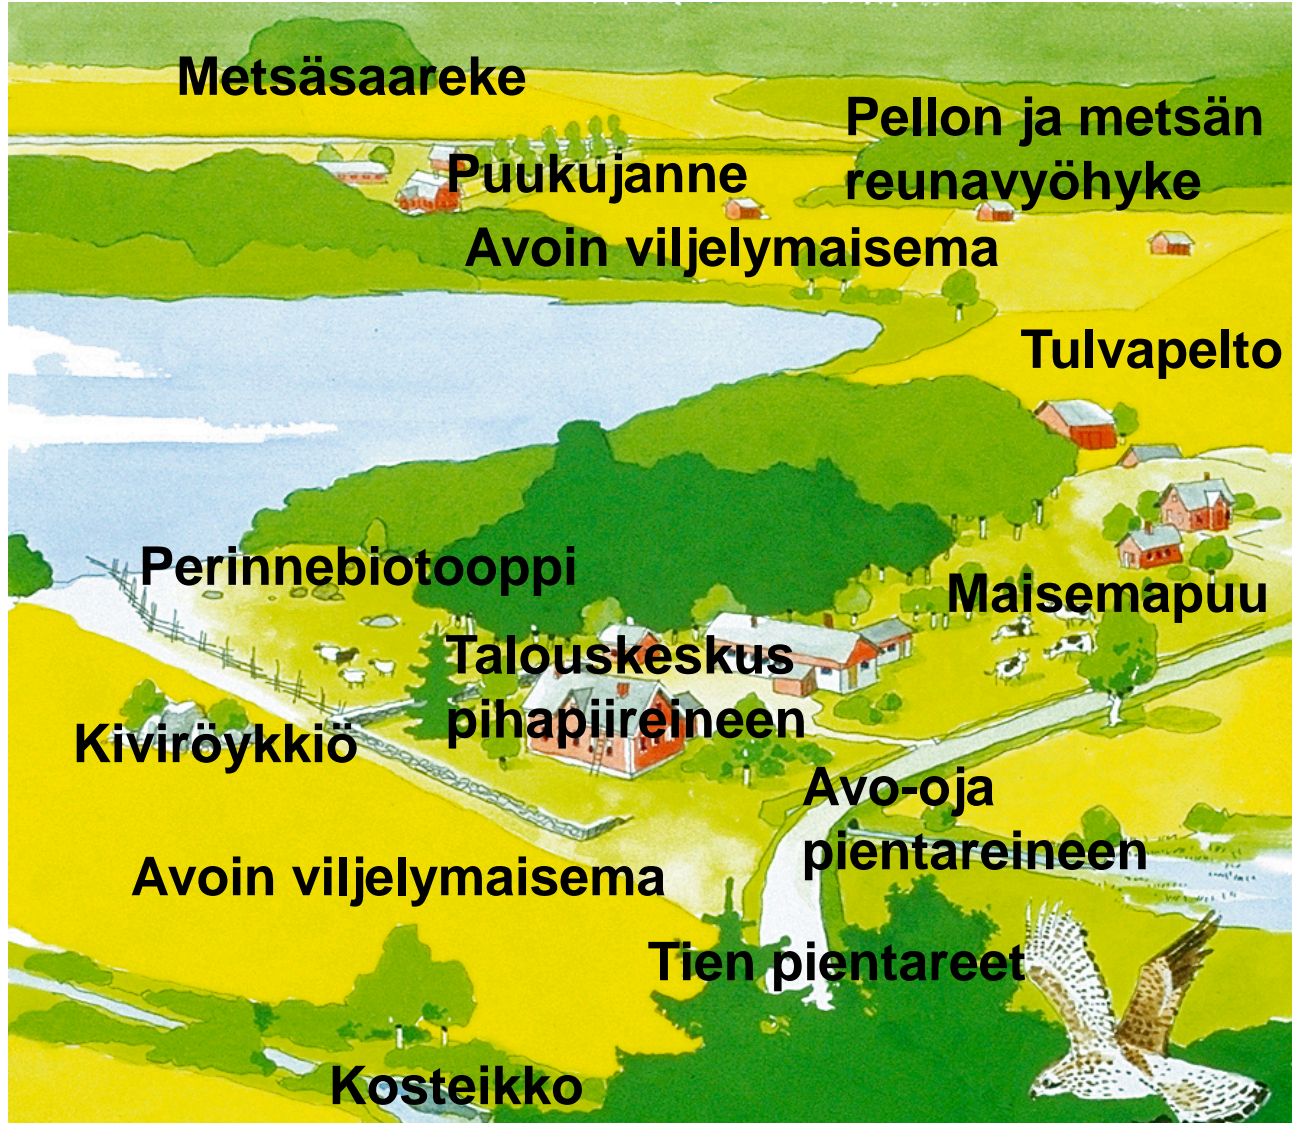 Metsäsaareke
Pellon ja metsän
reunavyöhyke
Puukujanne
Avoin viljelymaisema
Tulvapelto
Perinnebiotooppi
Maisemapuu
Talouskeskus
pihapiireineen
Kiviröykkiö
Avo-oja
pientareineen
Avoin viljelymaisema
Tien pientareet
Kosteikko